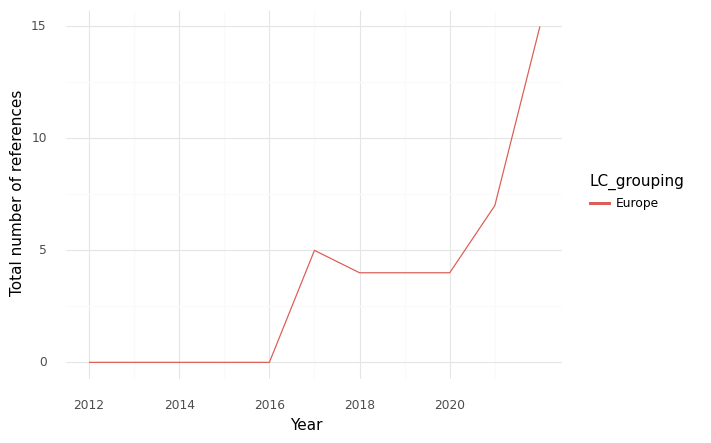 15
10
5
0
Total number of references
2012 2014 2016 2018 2020
Year
LC_grouping
Europe